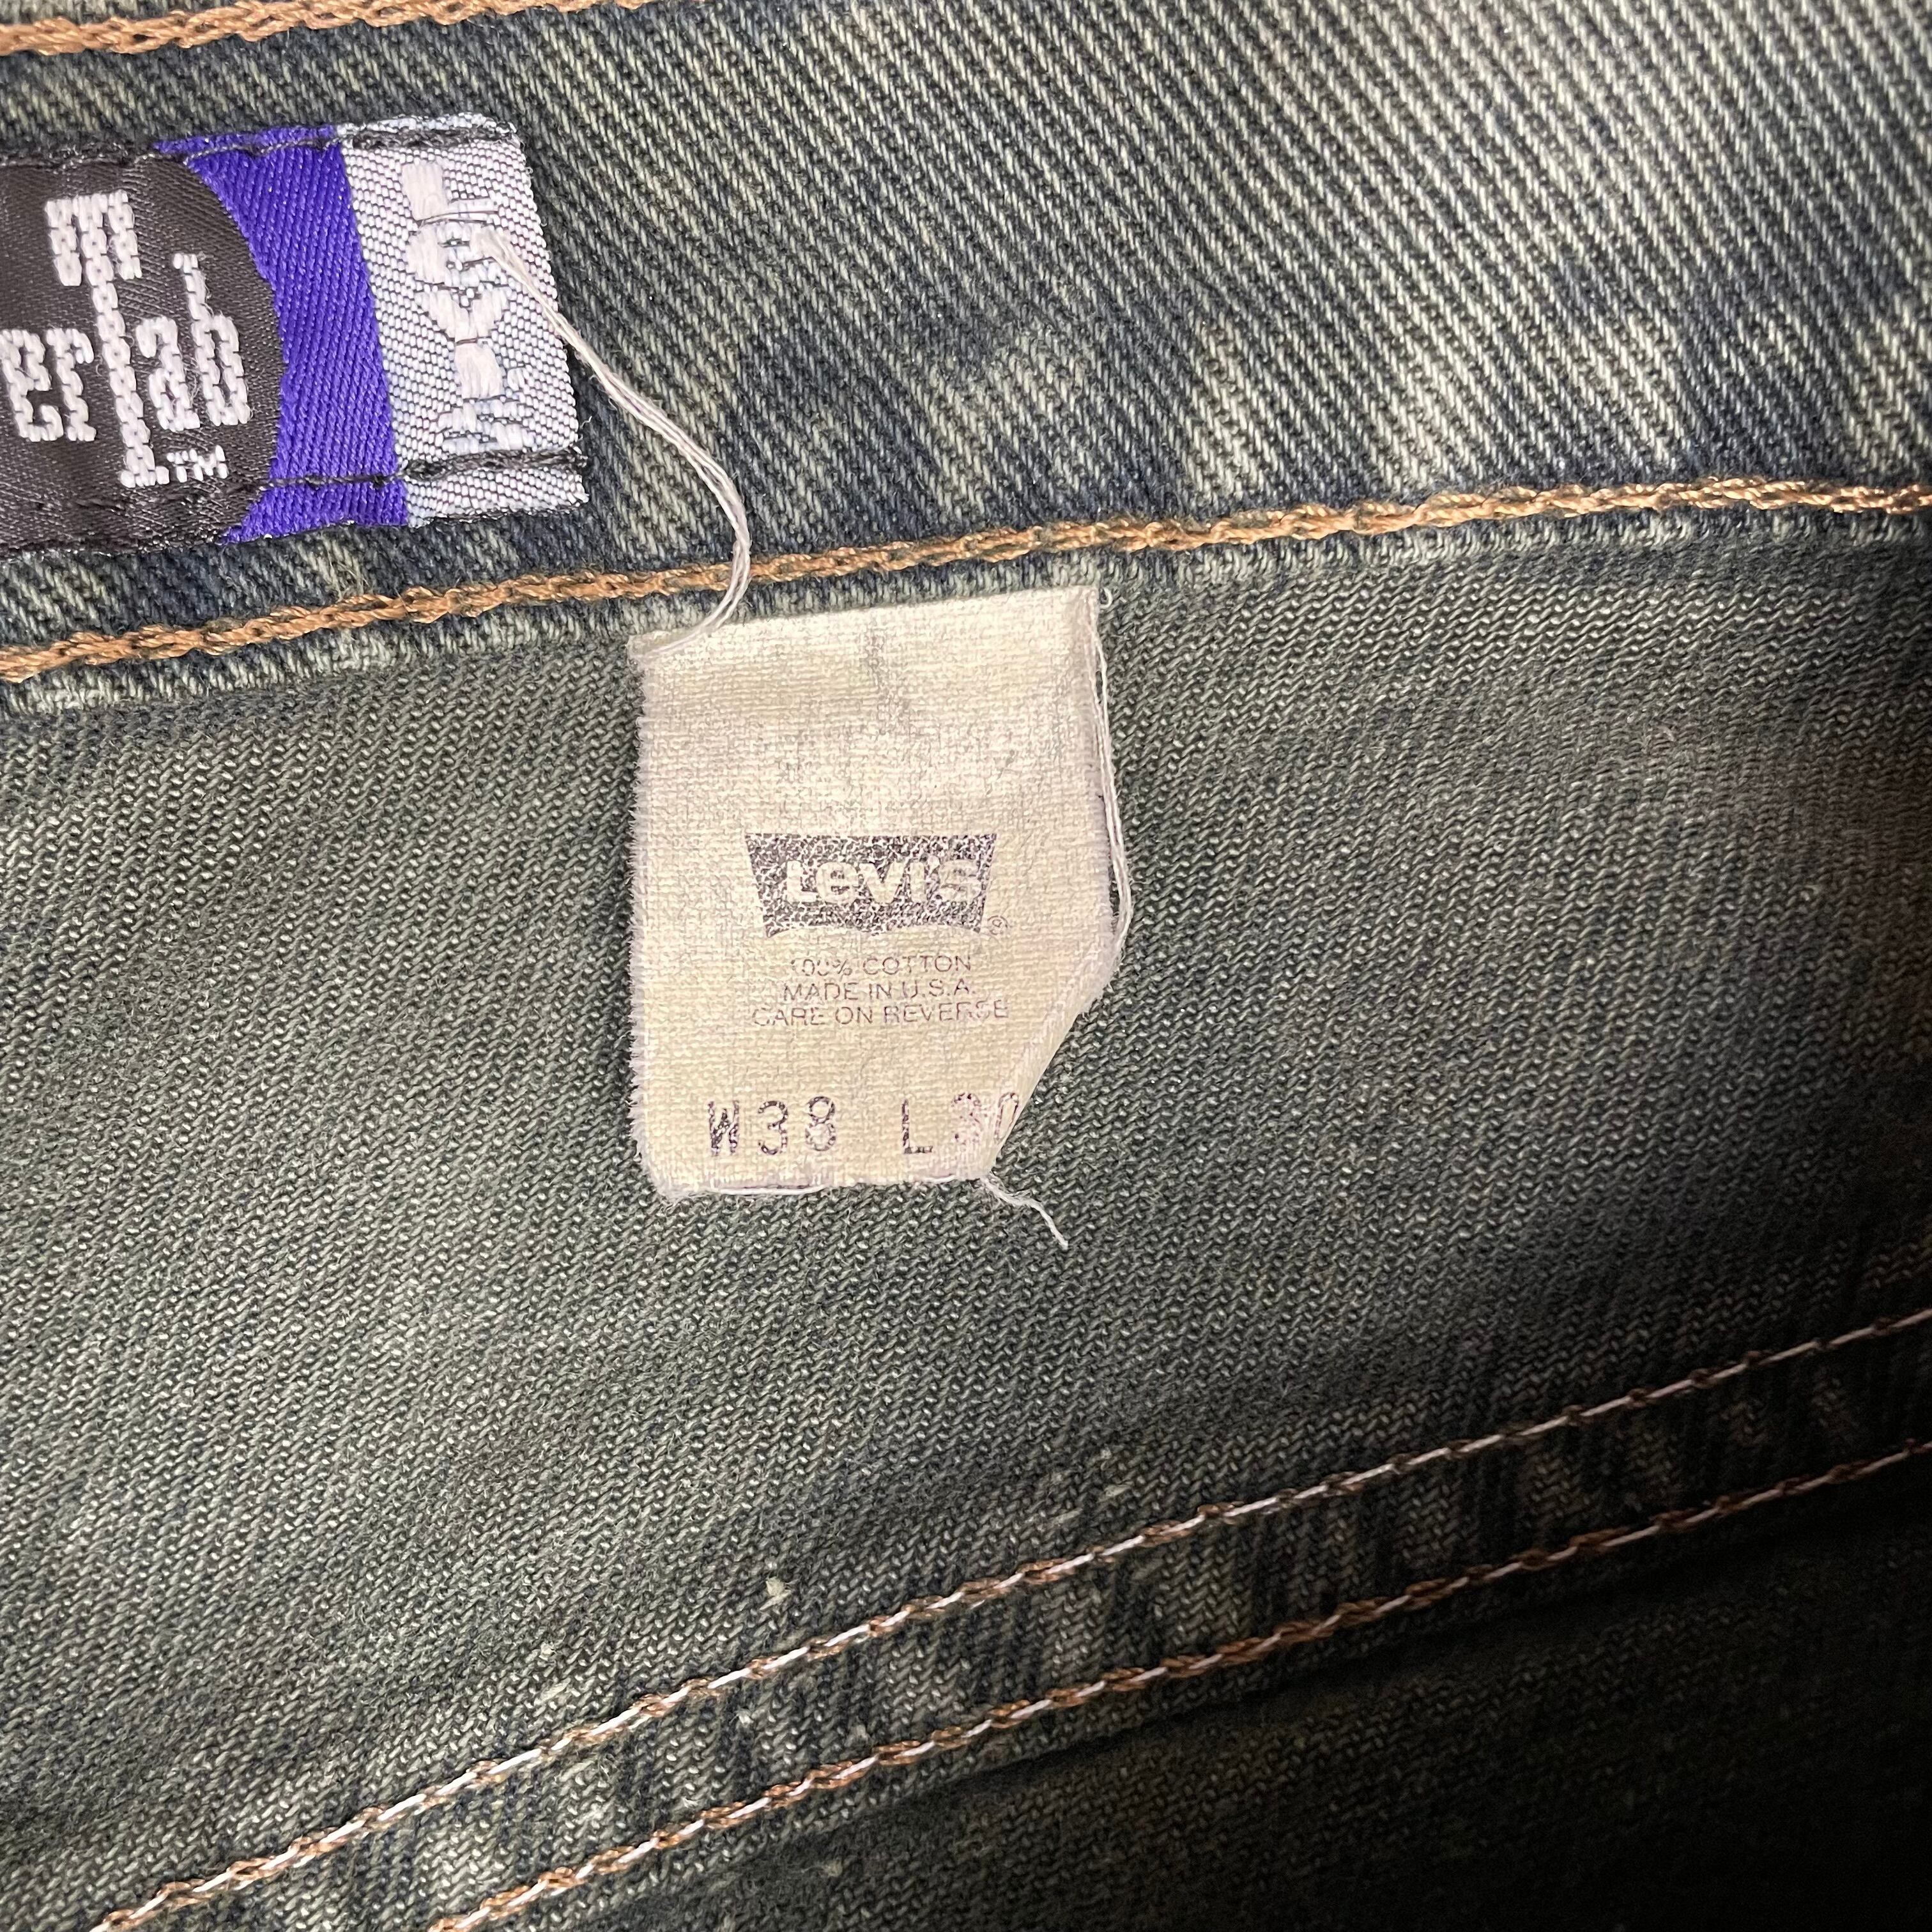 erTab
.TM
Levi's
®
100% COTTON
MADE IN U.S.A.
CARE ON REVERSE
W38 L30